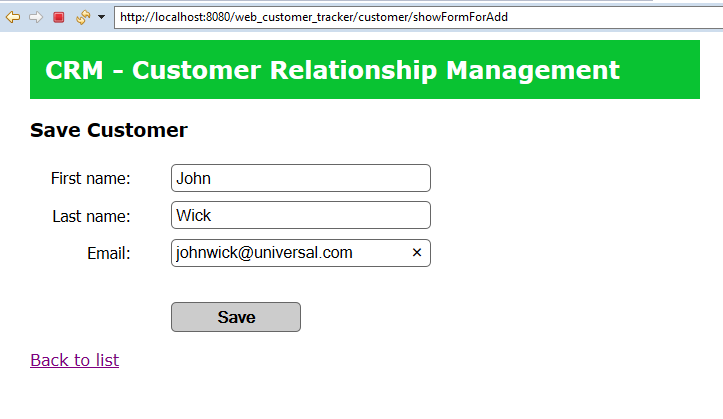 http://localhost:8080/web_customer_tracker/customer/showFormForAdd
CRM - Customer Relationship Management
Save Customer
First name: John
Last name: Wick
Email: johnwick@universal.com
Save
Back to list